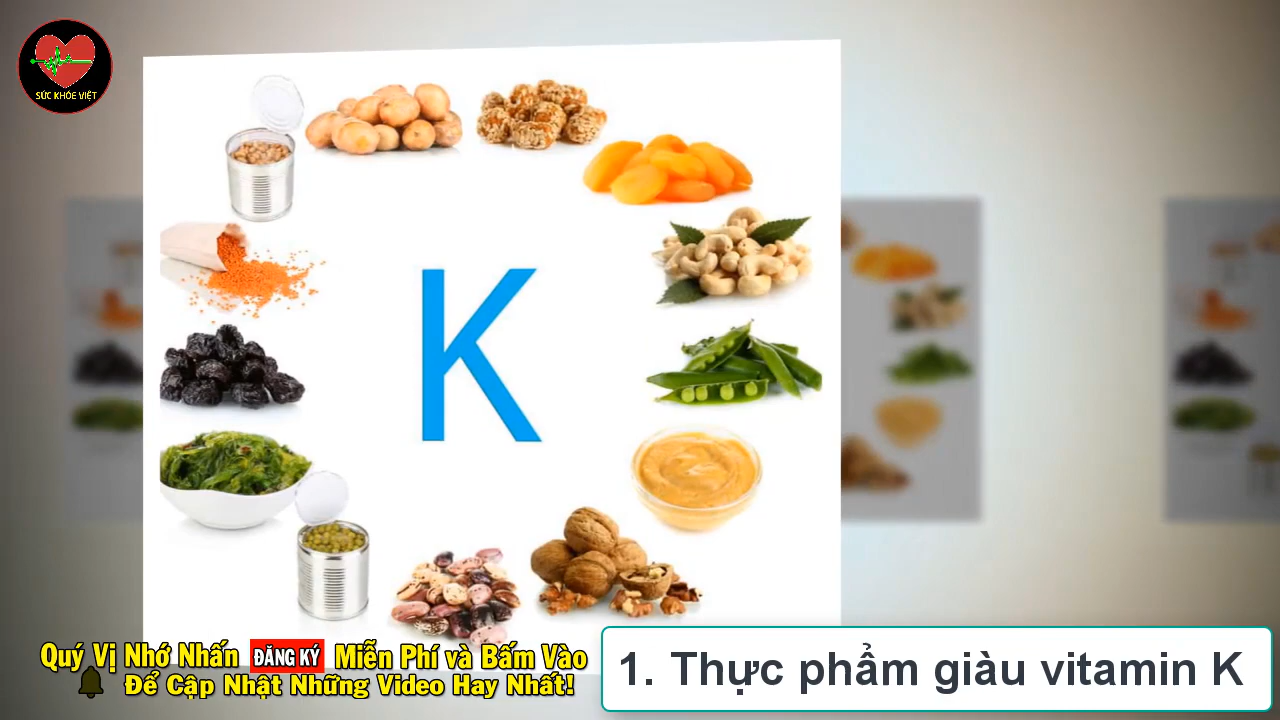 SỨC KHỎE VIỆT
K
Quý Vị Nhớ Nhấn ĐĂNG KÝ Miễn Phí và Bấm Vào
Để Cập Nhật Những Video Hay Nhất!
1. Thực phẩm giàu vitamin K